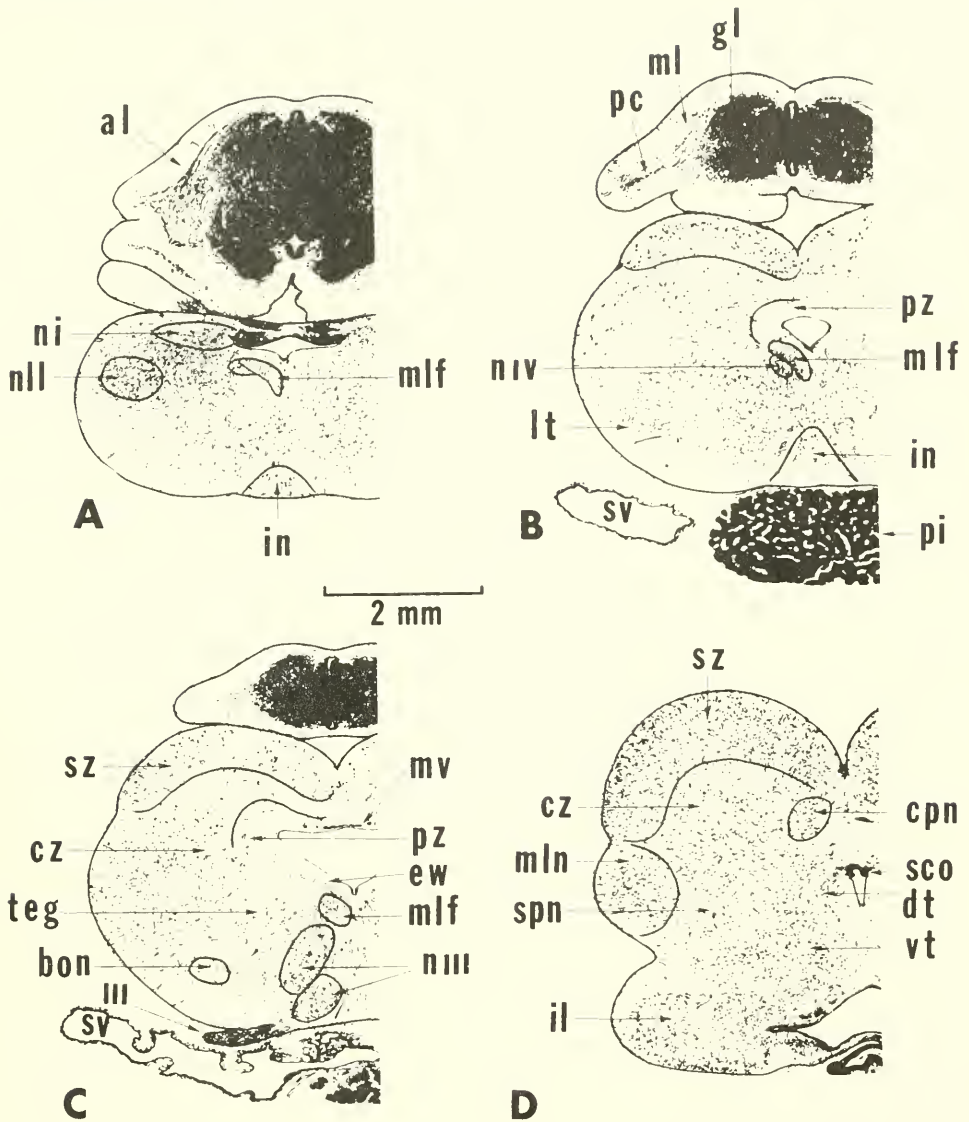 al
ni
nll
mlf
in
A
gl
ml
pc
pz
mlf
nIV
lt
in
sv
pi
B
2 mm
sz
mv
cz
pz
ew
teg
mlf
bon
nIII
III
sv
C
sz
cz
cpn
mln
sco
spn
dt
vt
il
D